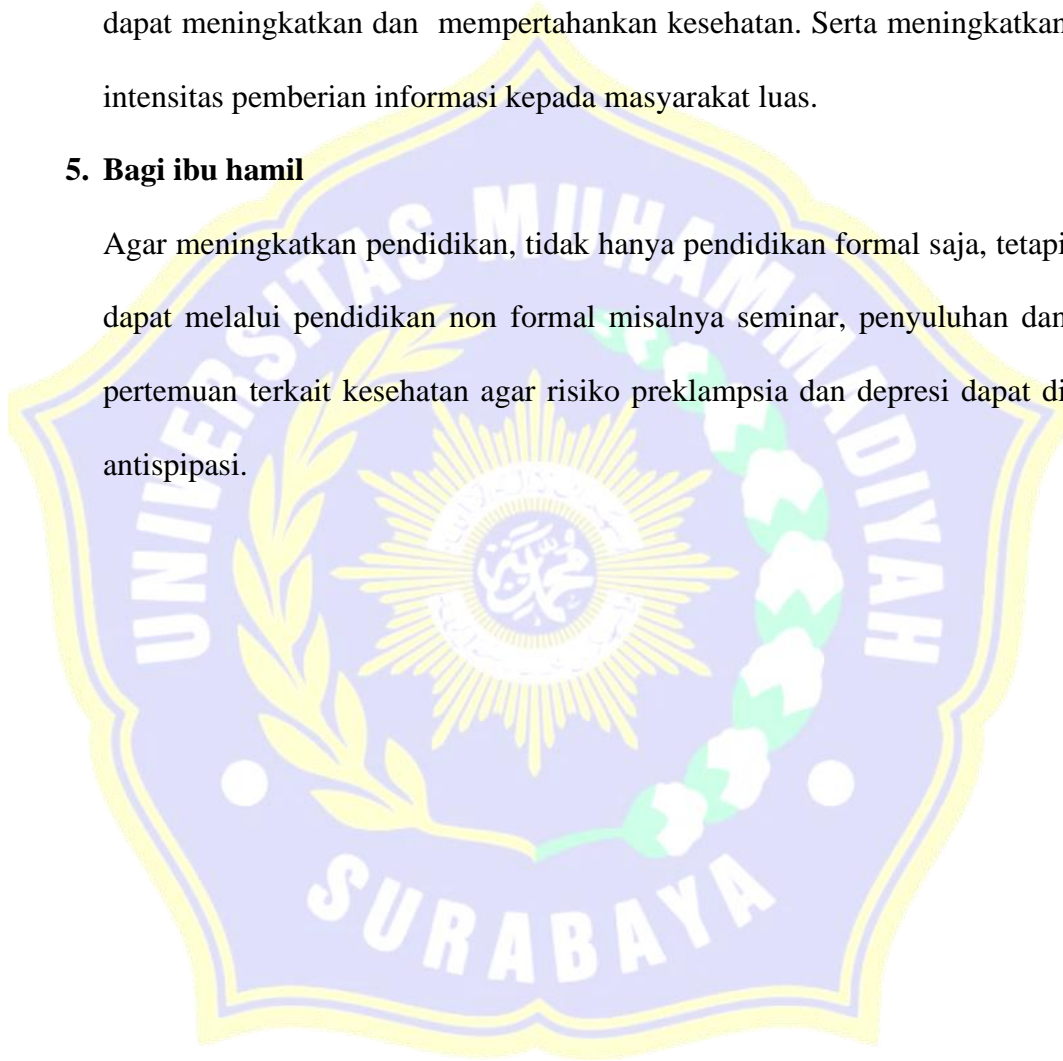 dapat meningkatkan dan  mempertahankan kesehatan. Serta meningkatkan
intensitas pemberian informasi kepada masyarakat luas.
5. Bagi ibu hamil
Agar meningkatkan pendidikan, tidak hanya pendidikan formal saja, tetapi
dapat melalui pendidikan non formal misalnya seminar, penyuluhan dan
pertemuan terkait kesehatan agar risiko preklampsia dan depresi dapat di
antispipasi.
UNIVERSITAS MUHAMMADIYAH
SURABAYA